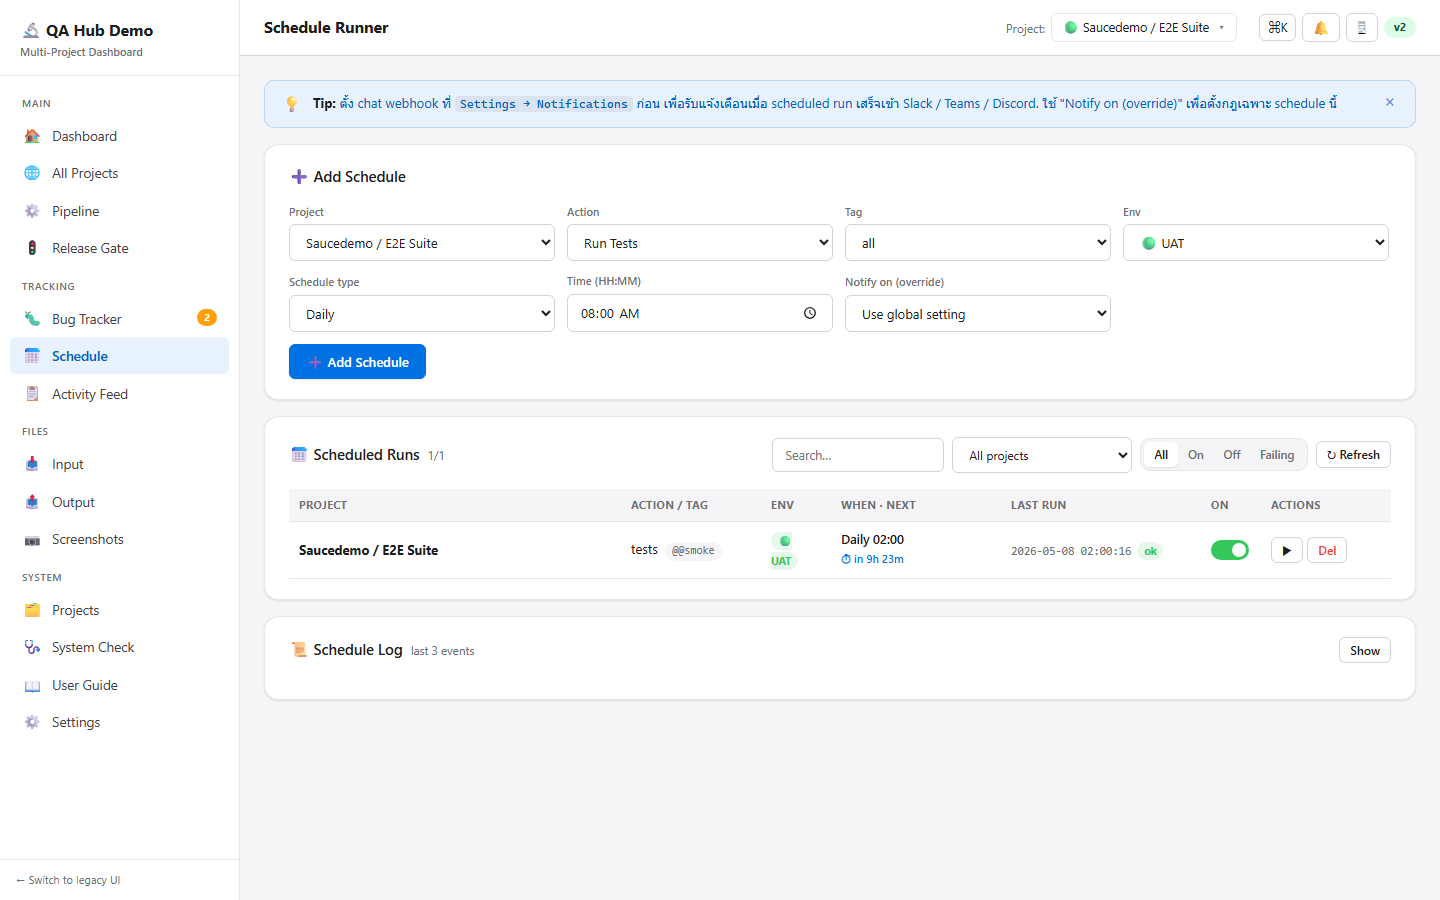 QA Hub Demo
Multi-Project Dashboard
MAIN
Dashboard
All Projects
Pipeline
Release Gate
TRACKING
Bug Tracker 2
Schedule
Activity Feed
FILES
Input
Output
Screenshots
SYSTEM
Projects
System Check
User Guide
Settings
← Switch to legacy UI
Schedule Runner
Project: Saucedemo / E2E Suite ▾ ⌘K v2
Tip: ตั้ง chat webhook ที่ Settings → Notifications ก่อน เพื่อรับแจ้งเตือนเมื่อ scheduled run เสร็จเข้า Slack / Teams / Discord. ใช้ "Notify on (override)" เพื่อตั้งกฎเฉพาะ schedule นี้ ×
Add Schedule
Project Action Tag Env
Saucedemo / E2E Suite Run Tests all UAT
Schedule type Time (HH:MM) Notify on (override)
Daily 08:00 AM Use global setting
Add Schedule
Scheduled Runs 1/1 Search... All projects All On Off Failing ↻ Refresh
PROJECT ACTION / TAG ENV WHEN · NEXT LAST RUN ON ACTIONS
Saucedemo / E2E Suite tests @@smoke UAT Daily 02:00 2026-05-08 02:00:16 ok ▶ Del
⏱ in 9h 23m
Schedule Log last 3 events Show